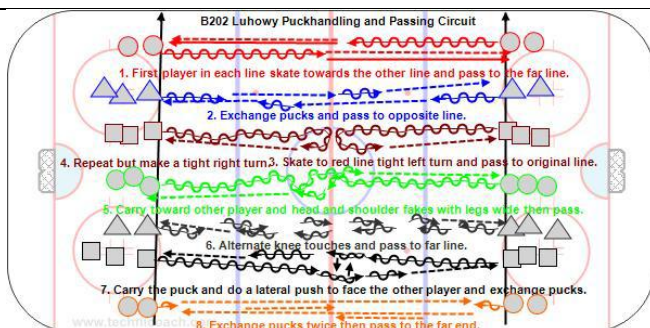 B202 Luhowy Puckhandling and Passing Circuit
1. First player in each line skate towards the other line and pass to the far line.
2. Exchange pucks and pass to opposite line.
4. Repeat but make a tight right turn. 3. Skate to red line tight left turn and pass to original line.
5. Carry toward other player and head and shoulder fakes with legs wide then pass.
6. Alternate knee touches and pass to far line.
7. Carry the puck and do a lateral push to face the other player and exchange pucks.
8. Exchange pucks twice then pass to the far end.